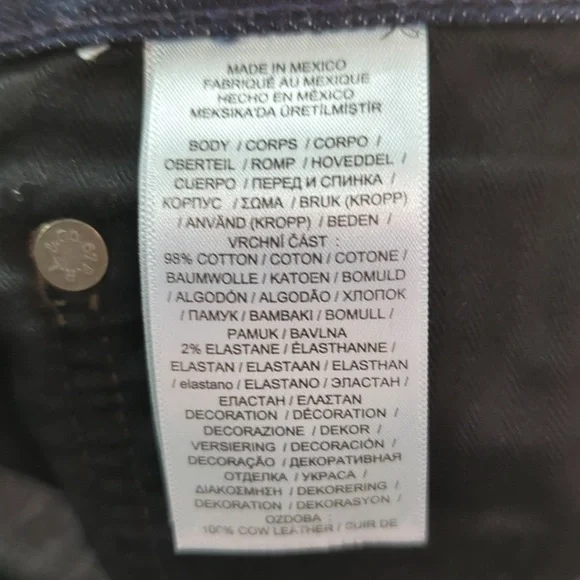 MADE IN MEXICO
FABRIQUÉ AU MEXIQUE
HECHO EN MÉXICO
MEKSIKA'DA ÜRETİLMİŞTİR
BODY / CORPS / CORPO /
OBERTEIL / ROMP / HOVEDDEL /
CUERPO / ПЕРЕД И СПИНКА /
КОРПУС / ΣΩΜΑ / BRUK (KROPP)
/ ANVÄND (KROPP) / BEDEN /
VRCHNÍ ČÁST :
98% COTTON / COTON / COTONE /
BAUMWOLLE / KATOEN / BOMULD
/ ALGODÓN / ALGODÃO / ХЛОПОК
/ ПАМУК / ΒΑΜΒΑΚΙ / BOMULL /
PAMUK / BAVLNA
2% ELASTANE / ÉLASTHANNE /
ELASTAN / ELASTAAN / ELASTHAN
/ elastano / ELASTANO / ЭЛАСТАН /
ЕЛАСТАН / ΕΛΑΣΤΑΝ
DECORATION / DÉCORATION /
DECORAZIONE / DEKOR /
VERSIERING / DECORACIÓN /
DECORAÇÃO / ДЕКОРАТИВНАЯ
ОТДЕЛКА / УКРАСА /
ΔΙΑΚΟΣΜΗΣΗ / DEKORERING /
DEKORATION / DEKORASYON /
OZDOBA :
100% COW LEATHER / CUIR DE